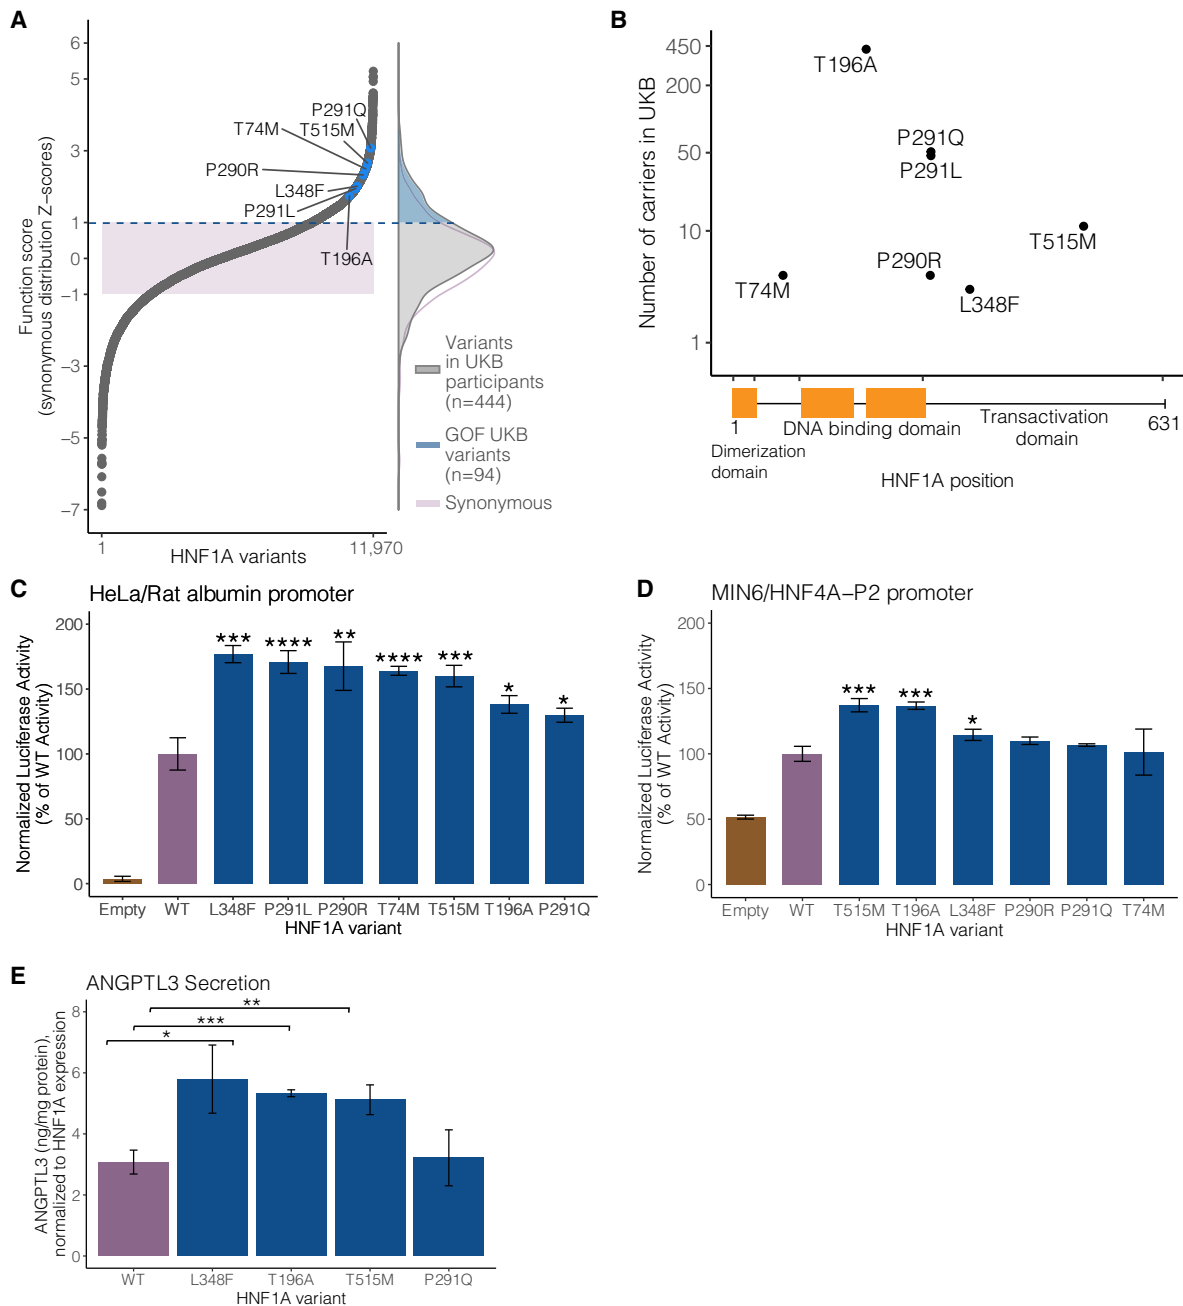 A
Function score
(synonymous distribution Z−scores)
6
5
3
1
0
−1
−3
−5
−7
P291Q
T74M
T515M
P290R
L348F
P291L
T196A
Variants
in UKB
participants
(n=444)
GOF UKB
variants
(n=94)
Synonymous
1
11,970
HNF1A variants
B
Number of carriers in UKB
450
200
50
10
1
T196A
P291Q
P291L
T515M
P290R
T74M
L348F
1
631
Dimerization
domain
DNA binding domain
Transactivation
domain
HNF1A position
C
HeLa/Rat albumin promoter
Normalized Luciferase Activity
(% of WT Activity)
200
150
100
50
0
*** **** ** **** *** * *
Empty WT L348F P291L P290R T74M T515M T196A P291Q
HNF1A variant
D
MIN6/HNF4A−P2 promoter
Normalized Luciferase Activity
(% of WT Activity)
200
150
100
50
0
*** *** *
Empty WT T515M T196A L348F P290R P291Q T74M
HNF1A variant
E
ANGPTL3 Secretion
ANGPTL3 (ng/mg protein),
normalized to HNF1A expression
8
6
4
2
0
**
***
*
WT L348F T196A T515M P291Q
HNF1A variant